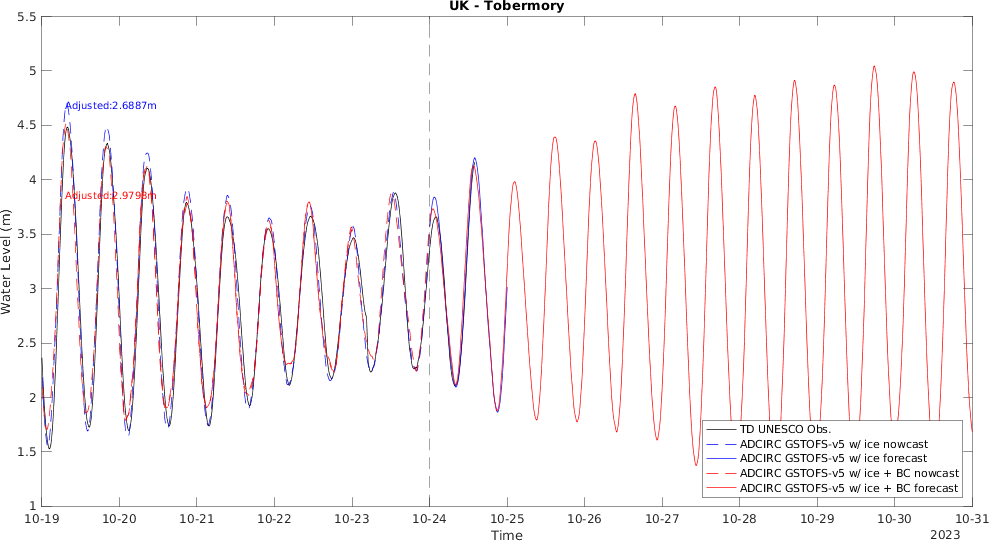 UK - Tobermory
5.5
5
4.5
4
3.5
3
2.5
2
1.5
1
Water Level (m)
Adjusted:2.6887m
Adjusted:2.9793m
TD UNESCO Obs.
ADCIRC GSTOFS-v5 w/ ice nowcast
ADCIRC GSTOFS-v5 w/ ice forecast
ADCIRC GSTOFS-v5 w/ ice + BC nowcast
ADCIRC GSTOFS-v5 w/ ice + BC forecast
10-19 10-20 10-21 10-22 10-23 10-24 10-25 10-26 10-27 10-28 10-29 10-30 10-31
Time 2023